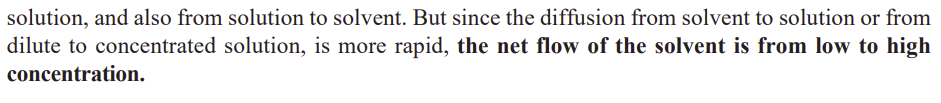 solution, and also from solution to solvent. But since the diffusion from solvent to solution or from
dilute to concentrated solution, is more rapid, the net flow of the solvent is from low to high
concentration.